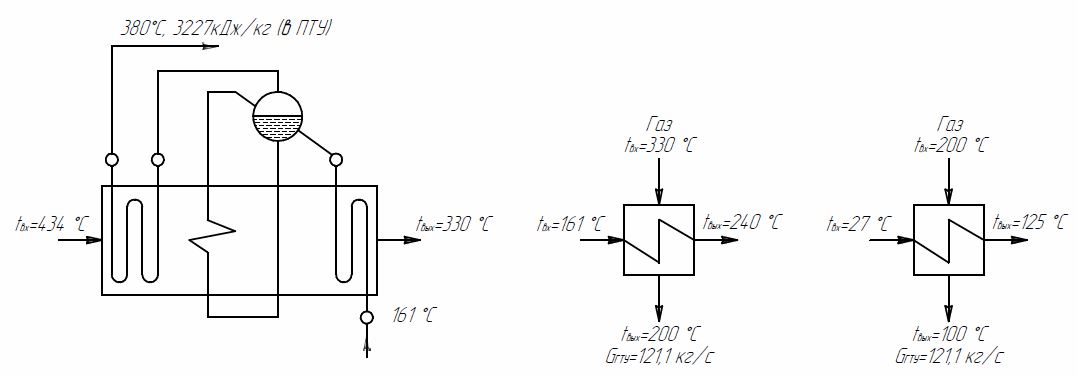 380°C, 3227кДж/кг (в ПТУ)
tвх=434 °C
tвых=330 °C
161 °C
Газ
tвх=330 °C
tвх=161 °C
tвых=240 °C
tвых=200 °C
Gгту=121,1 кг/с
Газ
tвх=200 °C
tвх=27 °C
tвых=125 °C
tвых=100 °C
Gгту=121,1 кг/с